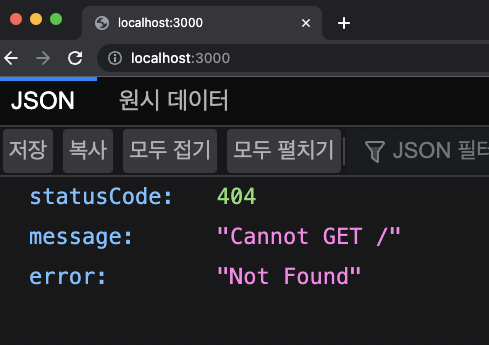 localhost:3000
localhost:3000
JSON 원시 데이터
저장 복사 모두 접기 모두 펼치기 JSON 필터
statusCode: 404
message: "Cannot GET /"
error: "Not Found"